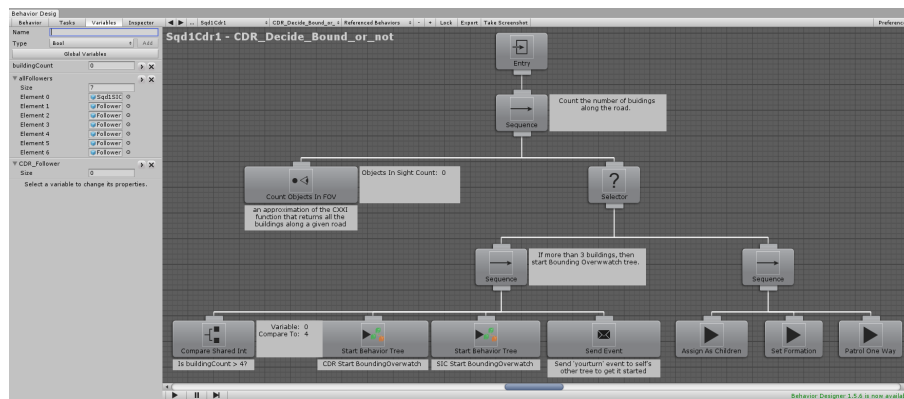 Behavior Desig
Behavior Tasks Variables Inspector
... Sqd1Cdr1 CDR_Decide_Bound_or_ Referenced Behaviors - + Lock Export Take Screenshot Preference
Name
Type Bool Add
Global Variables
buildingCount 0
allFollowers
Size 7
Element 0 Sqd1SIC
Element 1 Follower
Element 2 Follower
Element 3 Follower
Element 4 Follower
Element 5 Follower
Element 6 Follower
CDR_Follower
Size 0
Select a variable to change its properties.
Sqd1Cdr1 - CDR_Decide_Bound_or_not
Entry
Sequence
Count the number of buidings
along the road.
Count Objects In FOV
Objects In Sight Count: 0
an approximation of the CXXI
function that returns all the
buildings along a given road
Selector
Sequence
If more than 3 buildings, then
start Bounding Overwwatch tree.
Sequence
Compare Shared Int
Variable: 0
Compare To: 4
Is buildingCount > 4?
Start Behavior Tree
CDR Start BoundingOverwatch
Start Behavior Tree
SIC Start BoundingOverwatch
Send Event
Send 'yourturn' event to self's
other tree to get it started
Assign As Children
Set Formation
Patrol One Way
Behavior Designer 1.5.6 is now availal